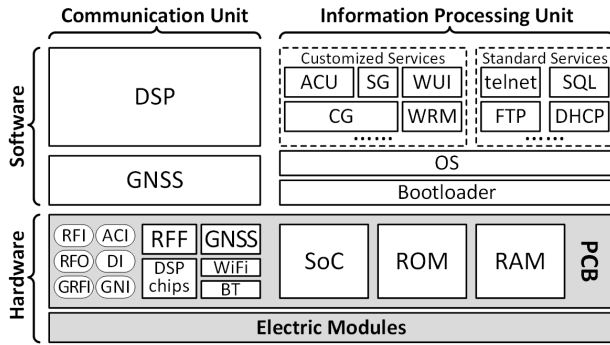 Communication Unit
Information Processing Unit
Software
DSP
GNSS
Customized Services
ACU SG WUI
CG WRM
......
Standard Services
telnet SQL
FTP DHCP
......
OS
Bootloader
Hardware
RFI ACI
RFO DI
GRFI GNI
RFF GNSS
DSP
chips
WiFi
BT
SoC ROM RAM
PCB
Electric Modules